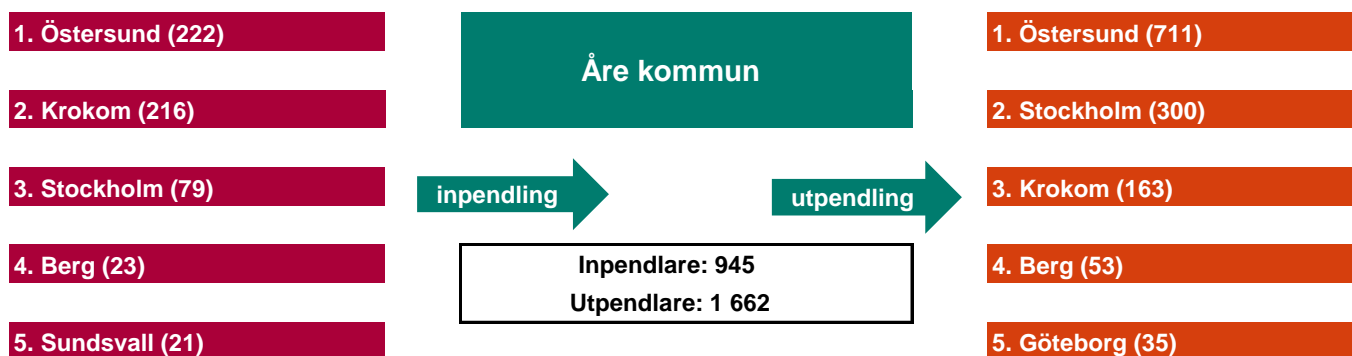 1. Östersund (222)
2. Krokom (216)
3. Stockholm (79)
4. Berg (23)
5. Sundsvall (21)
Åre kommun
inpendling
utpendling
Inpendlare: 945
Utpendlare: 1 662
1. Östersund (711)
2. Stockholm (300)
3. Krokom (163)
4. Berg (53)
5. Göteborg (35)